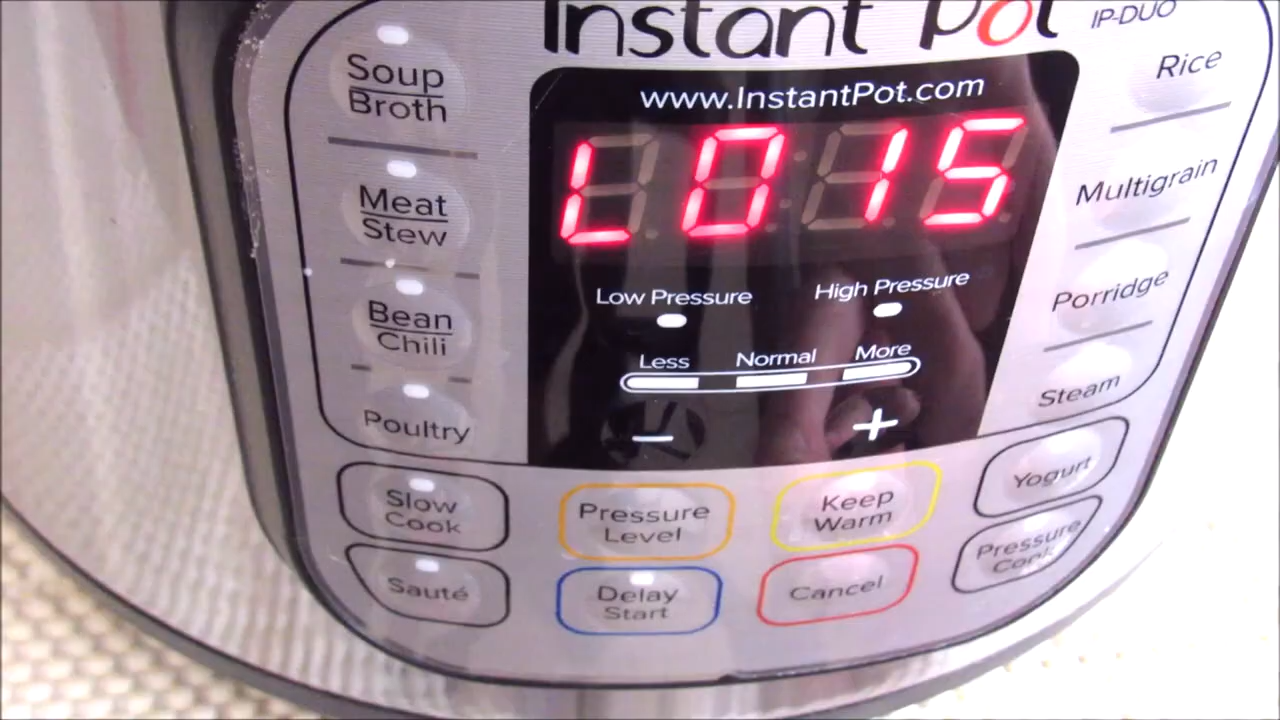 Instant Pot
IP-DUO
www.InstantPot.com
L0 15
Low Pressure
High Pressure
Less
Normal
More
−
+
Soup
Broth
Meat
Stew
Bean
Chili
Poultry
Slow
Cook
Sauté
Pressure
Level
Delay
Start
Keep
Warm
Cancel
Rice
Multigrain
Porridge
Steam
Yogurt
Pressure
Cook